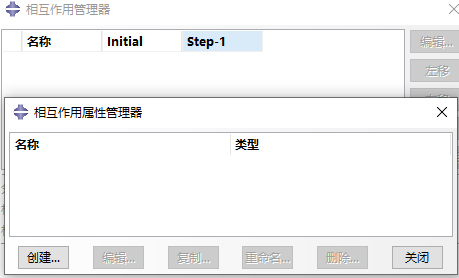 相互作用管理器
名称 Initial Step-1
编辑...
左移
相互作用属性管理器
名称 类型
创建... 编辑... 复制... 重命名... 删除... 关闭